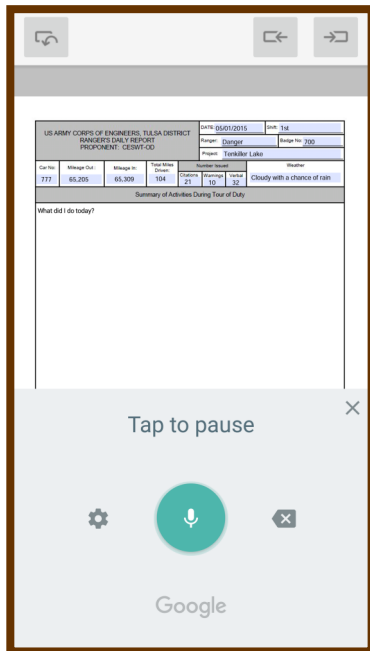 US ARMY CORPS OF ENGINEERS, TULSA DISTRICT
RANGER'S DAILY REPORT
PROPONENT: CESWT-OD
DATE: 05/01/2015 Shift: 1st
Ranger: Danger Badge No: 700
Project: Tenkiller Lake
Car No: Mileage Out: Mileage In: Total Miles Driven: Number Issued Weather
Citations Warnings Verbal
777 65,205 65,309 104 21 10 32 Cloudy with a chance of rain
Summary of Activities During Tour of Duty
What did I do today?
Tap to pause
Google